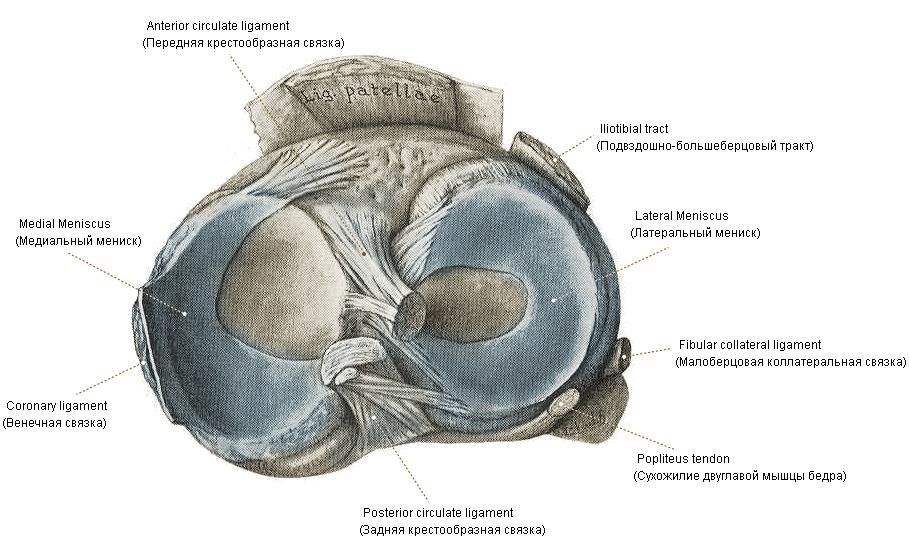 Anterior circulate ligament
(Передняя крестообразная связка)
Lig. patellae
Iliotibial tract
(Подвздошно-большеберцовый тракт)
Medial Meniscus
(Медиальный мениск)
Lateral Meniscus
(Латеральный мениск)
Fibular collateral ligament
(Малоберцовая коллатеральная связка)
Coronary ligament
(Венечная связка)
Popliteus tendon
(Сухожилие двуглавой мышцы бедра)
Posterior circulate ligament
(Задняя крестообразная связка)